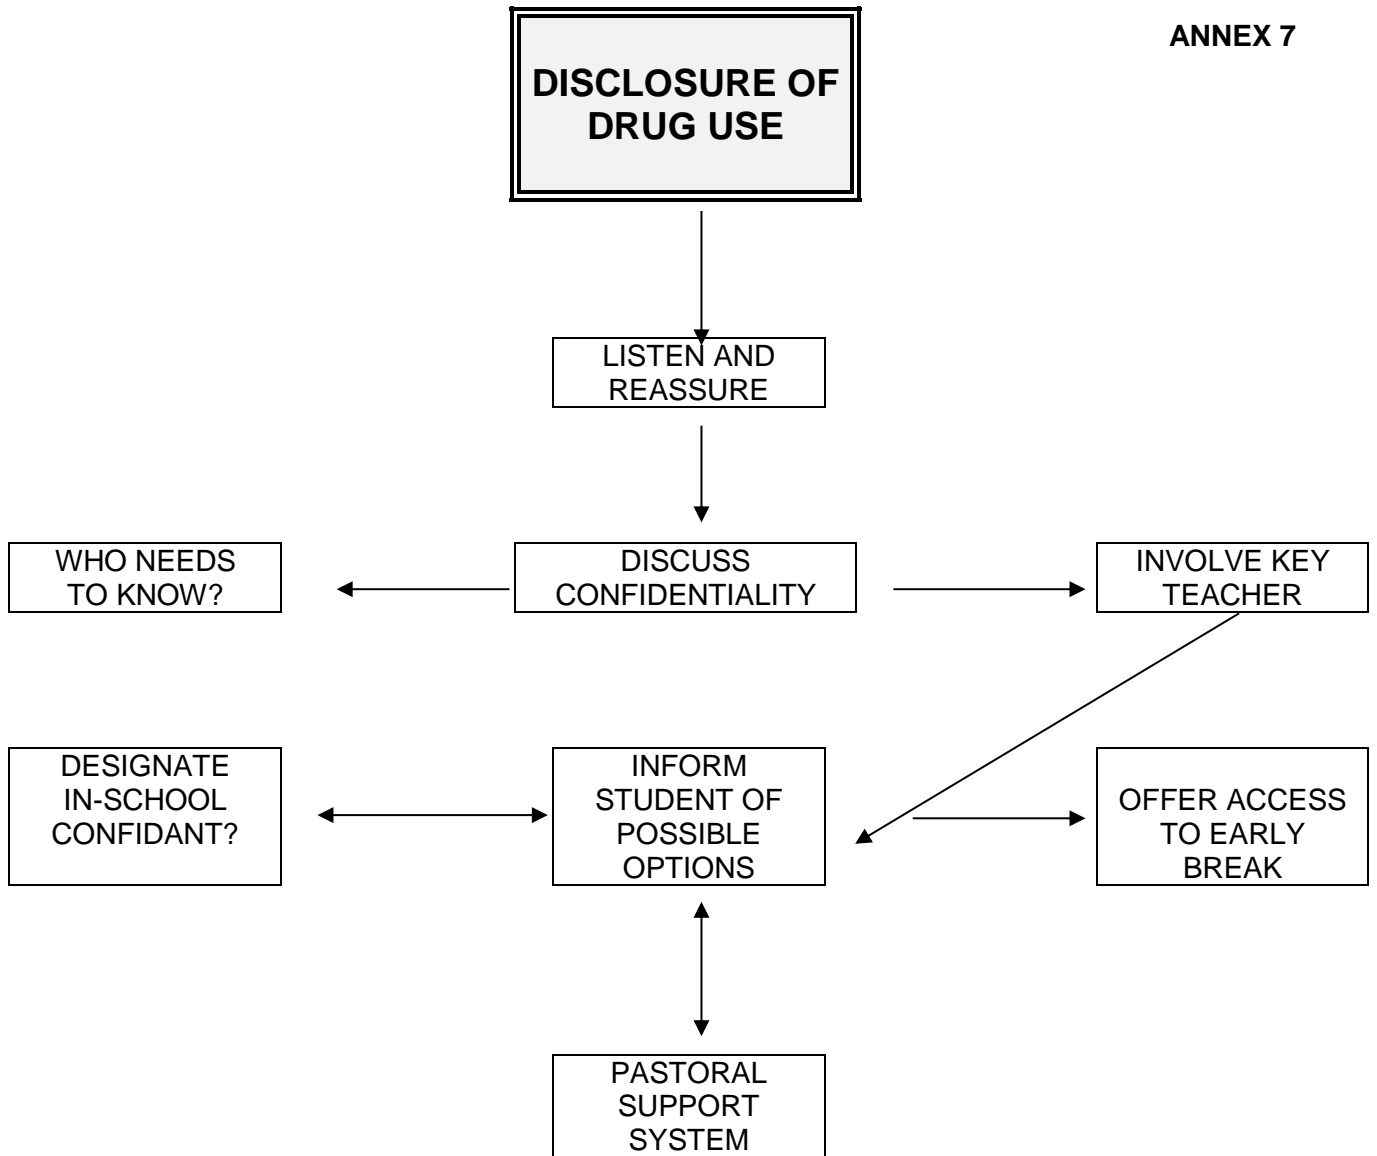 ANNEX 7
DISCLOSURE OF
DRUG USE
LISTEN AND
REASSURE
WHO NEEDS
TO KNOW?
DISCUSS
CONFIDENTIALITY
INVOLVE KEY
TEACHER
DESIGNATE
IN-SCHOOL
CONFIDANT?
INFORM
STUDENT OF
POSSIBLE
OPTIONS
OFFER ACCESS
TO EARLY
BREAK
PASTORAL
SUPPORT
SYSTEM